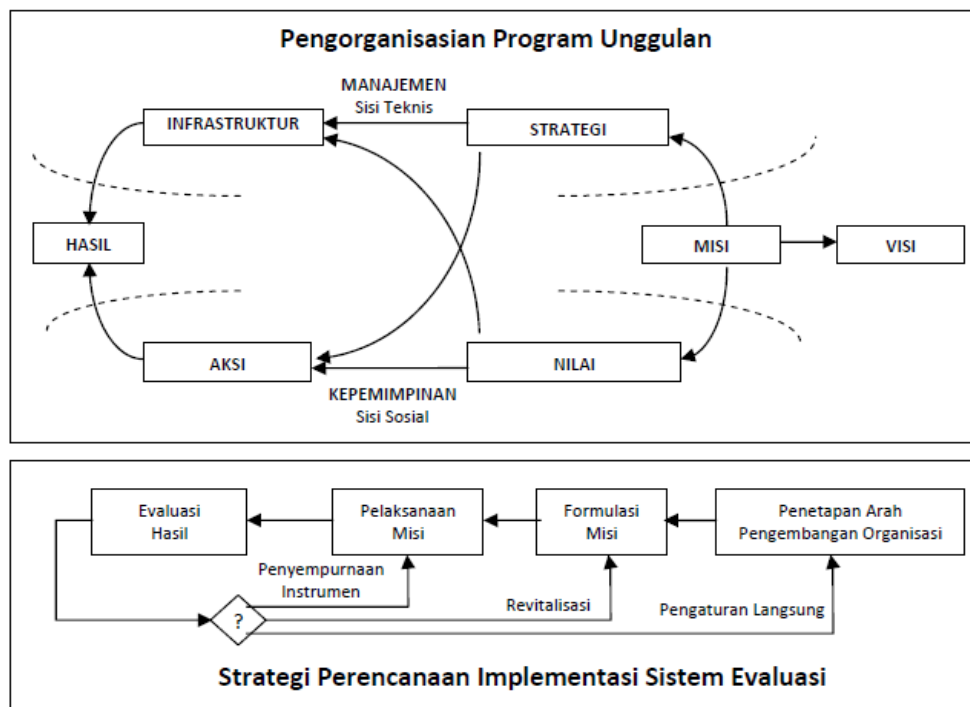 Pengorganisasian Program Unggulan
MANAJEMEN
Sisi Teknis
INFRASTRUKTUR
STRATEGI
HASIL
MISI
VISI
AKSI
NILAI
KEPEMIMPINAN
Sisi Sosial
Evaluasi
Hasil
Pelaksanaan
Misi
Formulasi
Misi
Penetapan Arah
Pengembangan Organisasi
Penyempurnaan
Instrumen
Revitalisasi
Pengaturan Langsung
?
Strategi Perencanaan Implementasi Sistem Evaluasi